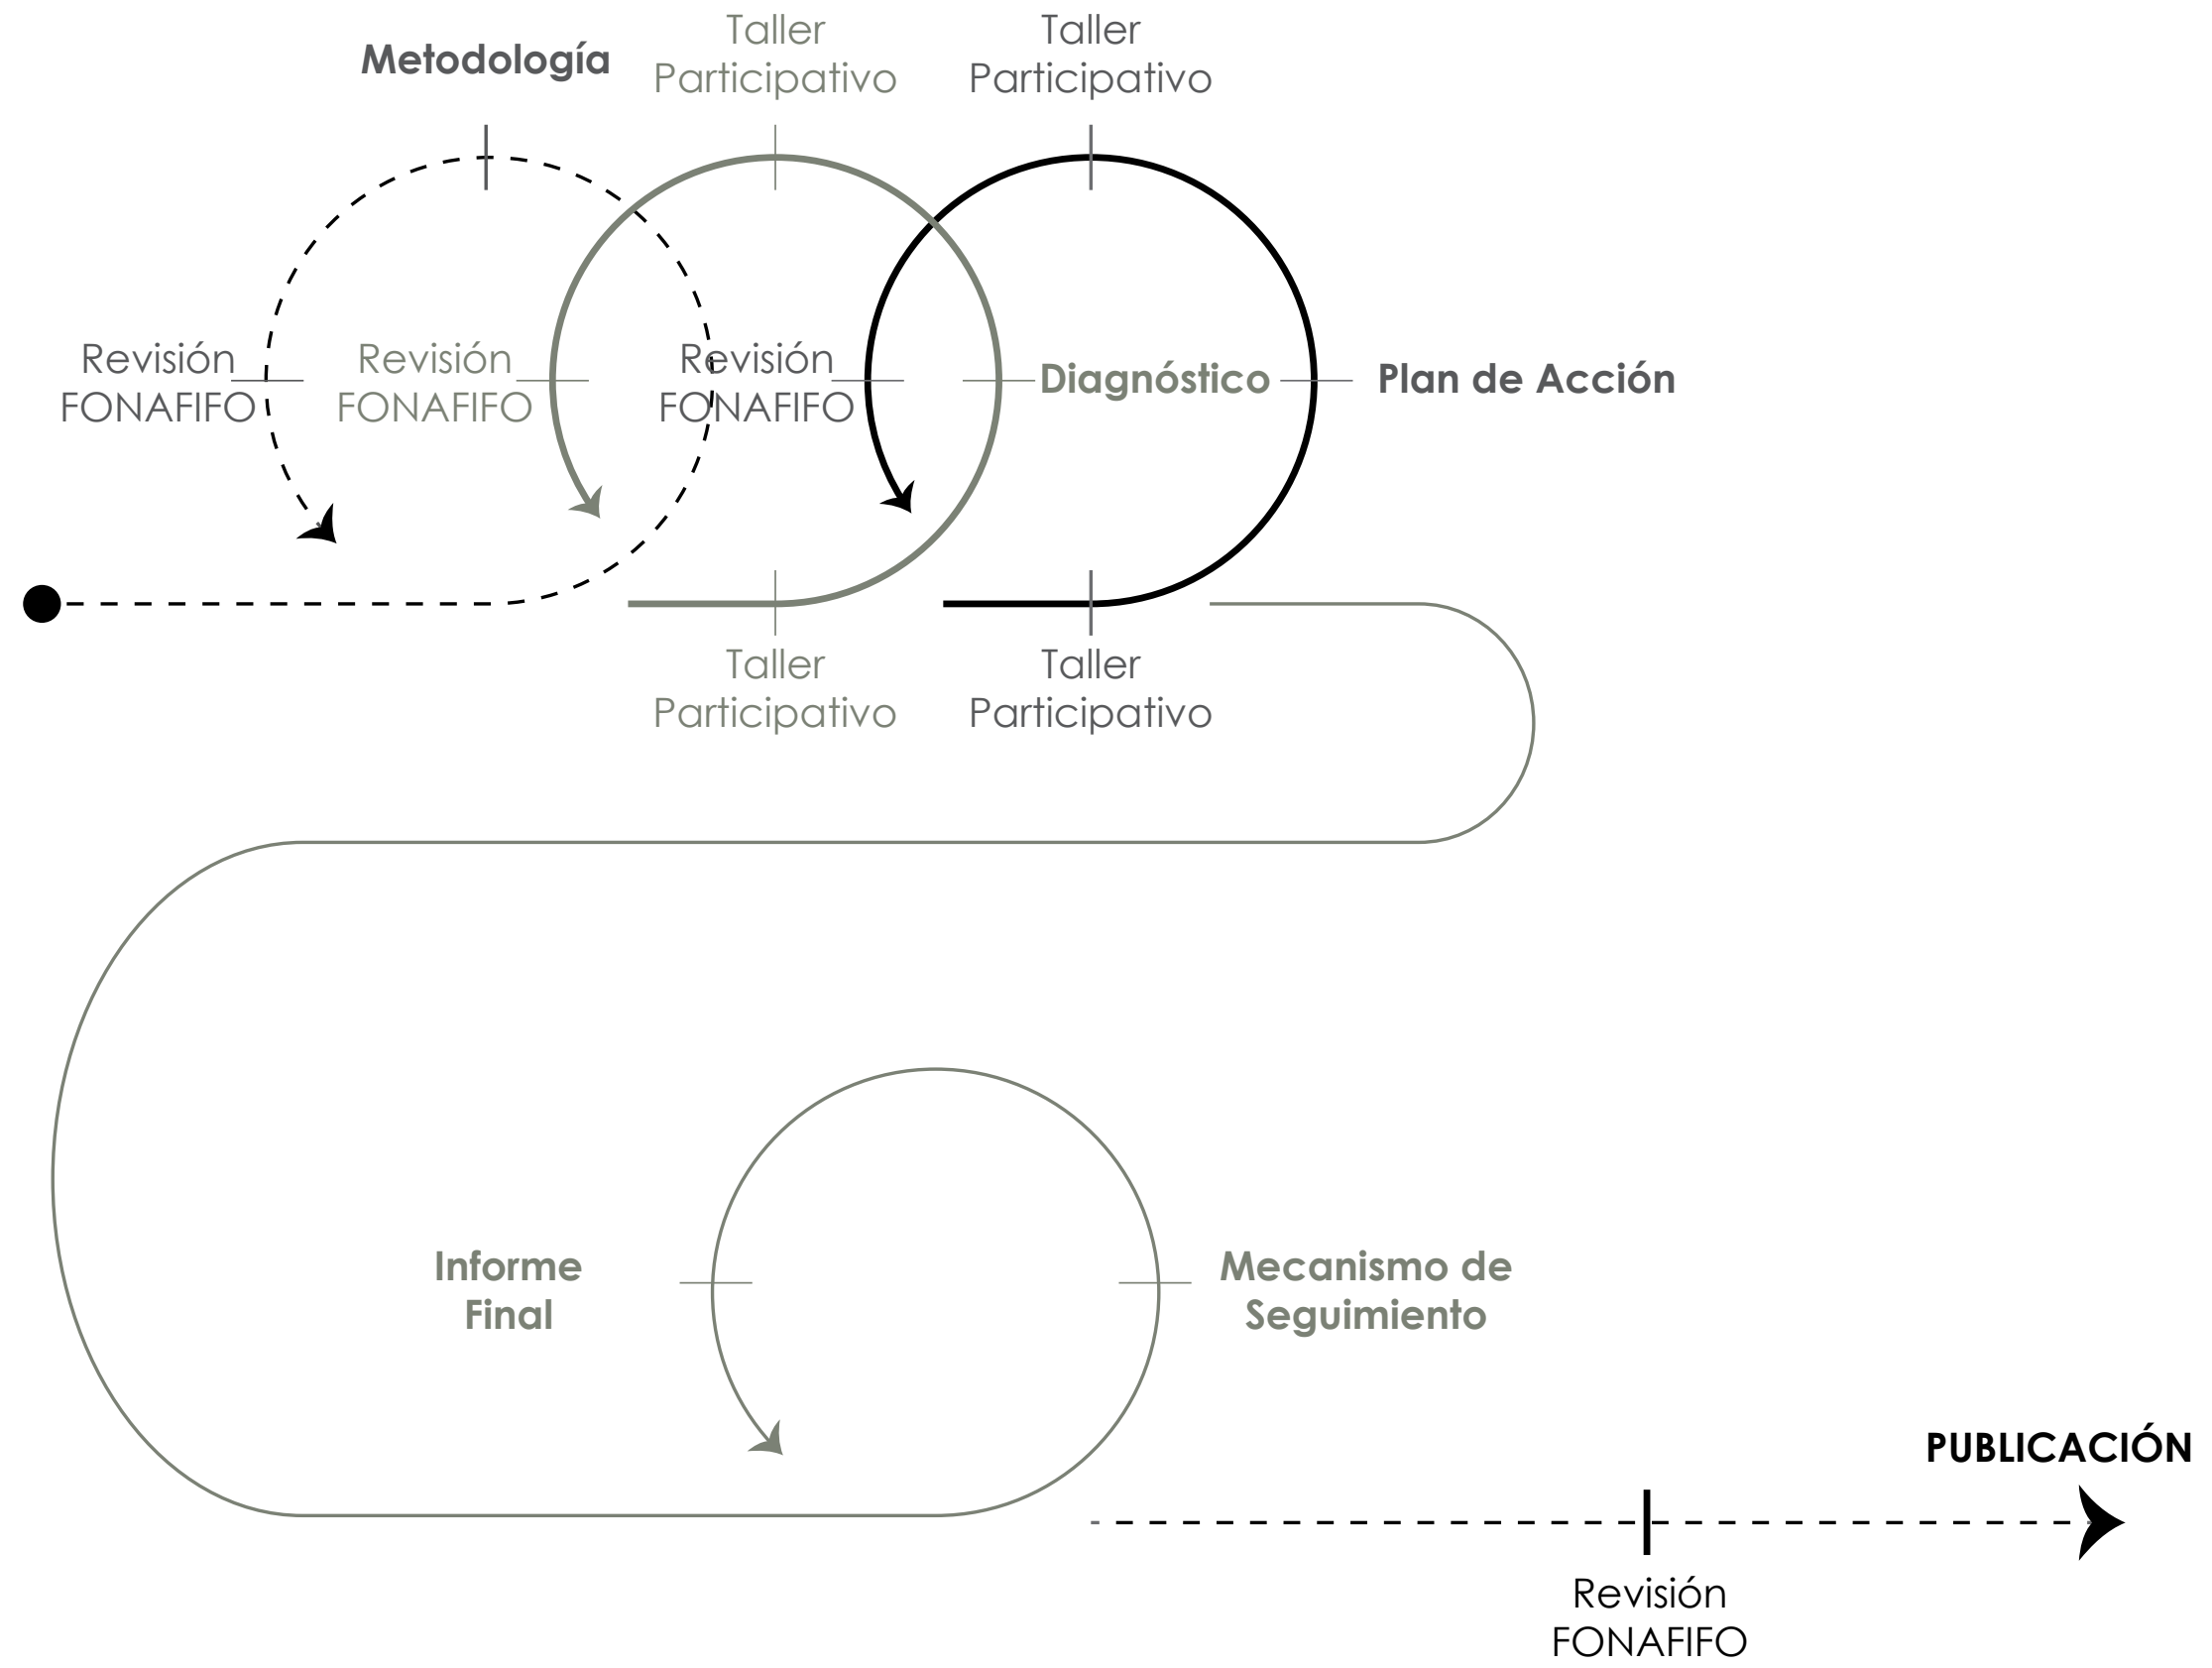 Metodología
Taller
Participativo
Taller
Participativo
Revisión
FONAFIFO
Revisión
FONAFIFO
Revisión
FONAFIFO
Diagnóstico
Plan de Acción
Taller
Participativo
Taller
Participativo
Informe
Final
Mecanismo de
Seguimiento
PUBLICACIÓN
Revisión
FONAFIFO